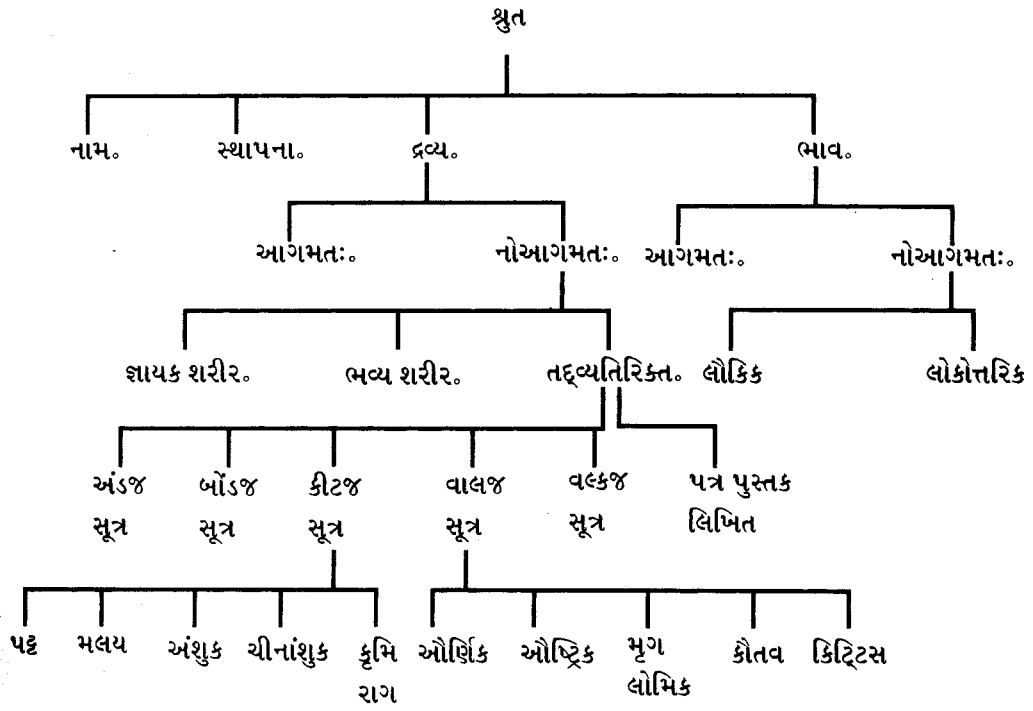 શ્રુત
નામ૦ સ્થાપના૦ દ્રવ્ય૦ ભાવ૦
આગમતઃ૦ નોઆગમતઃ૦ આગમતઃ૦ નોઆગમતઃ૦
જ્ઞાયક શરીર૦ ભવ્ય શરીર૦ તદ્વ્યતિરિક્ત૦ લૌકિક લોકોત્તરિક
અંડજ બોંડજ કીટજ વાલજ વલ્કજ પત્ર પુસ્તક
સૂત્ર સૂત્ર સૂત્ર સૂત્ર સૂત્ર લિખિત
પટ્ટ મલય અંશુક ચીનાંશુક કૃમિ ઔર્ણિક ઔષ્ટ્રિક મૃગ કૌતવ કિટ્ટિસ
રાગ લોમિક